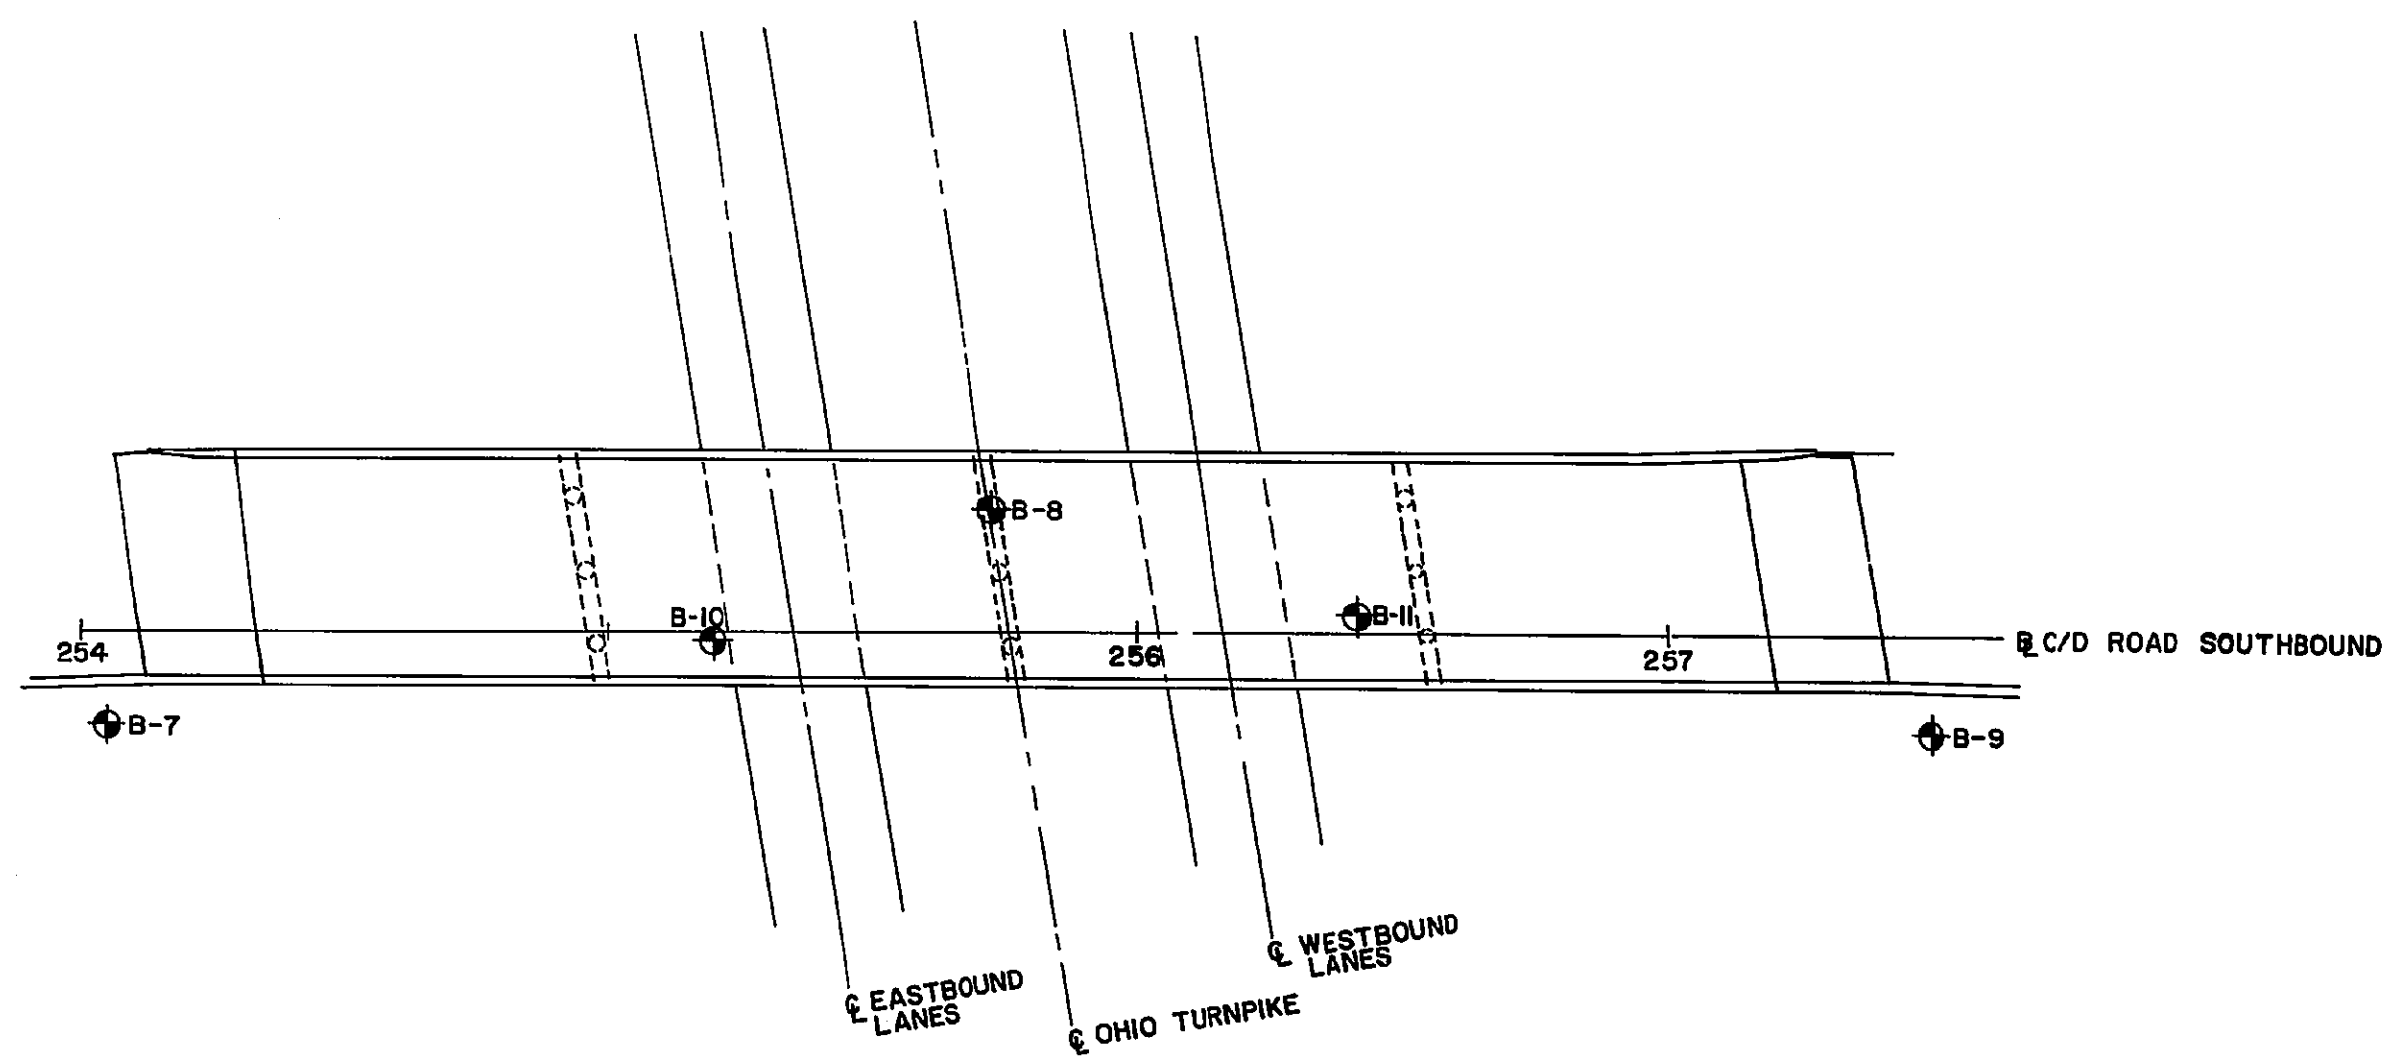 B-8
B-10
B-11
254
256
257
℄ C/D ROAD SOUTHBOUND
B-7
B-9
℄ WESTBOUND
LANES
℄ EASTBOUND
LANES
℄ OHIO TURNPIKE